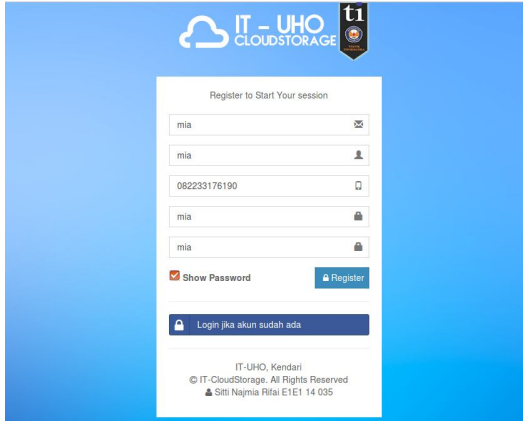 IT – UHO
CLOUDSTORAGE
ti
Register to Start Your session
mia
mia
082233176190
mia
mia
Show Password
Register
Login jika akun sudah ada
IT-UHO, Kendari
© IT-CloudStorage. All Rights Reserved
Sitti Najmia Rifai E1E1 14 035